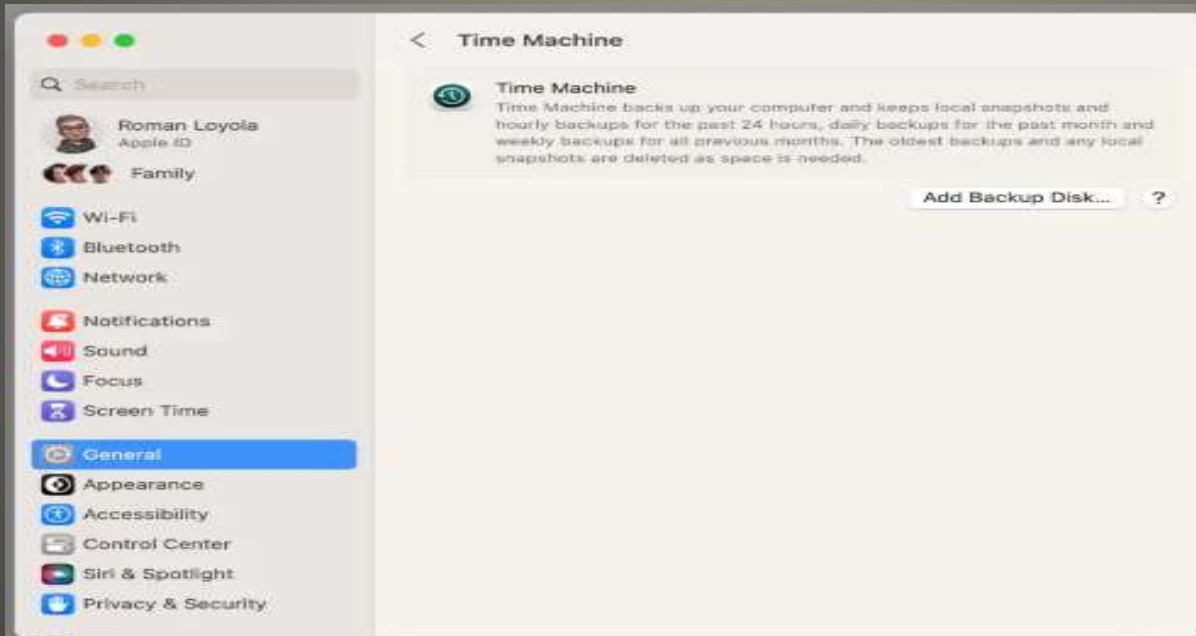 Time Machine
Search
Time Machine
Time Machine backs up your computer and keeps local snapshots and
hourly backups for the past 24 hours, daily backups for the past month and
weekly backups for all previous months. The oldest backups and any local
snapshots are deleted as space is needed.
Roman Loyola
Apple ID
Family
Add Backup Disk...
?
Wi-Fi
Bluetooth
Network
Notifications
Sound
Focus
Screen Time
General
Appearance
Accessibility
Control Center
Siri & Spotlight
Privacy & Security